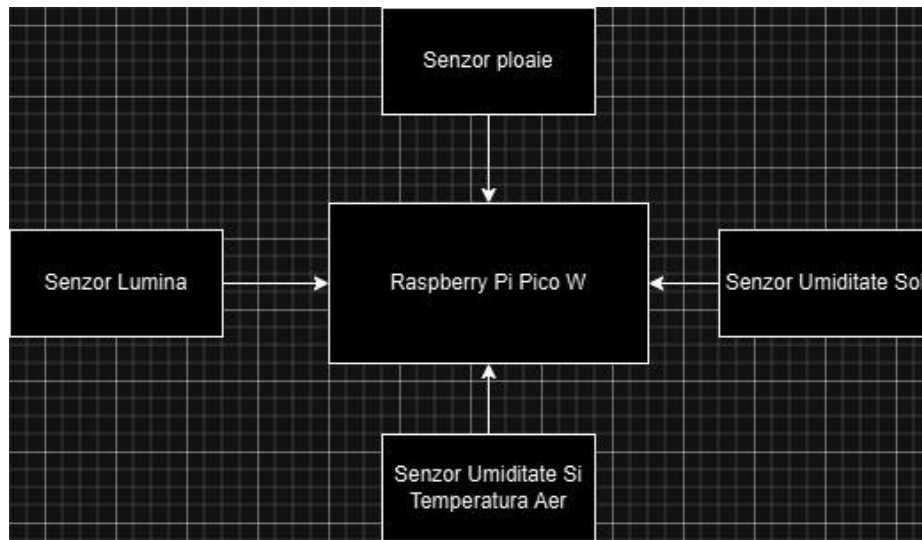 Senzor ploaie
Senzor Lumina
Raspberry Pi Pico W
Senzor Umiditate Sol
Senzor Umiditate Si
Temperatura Aer